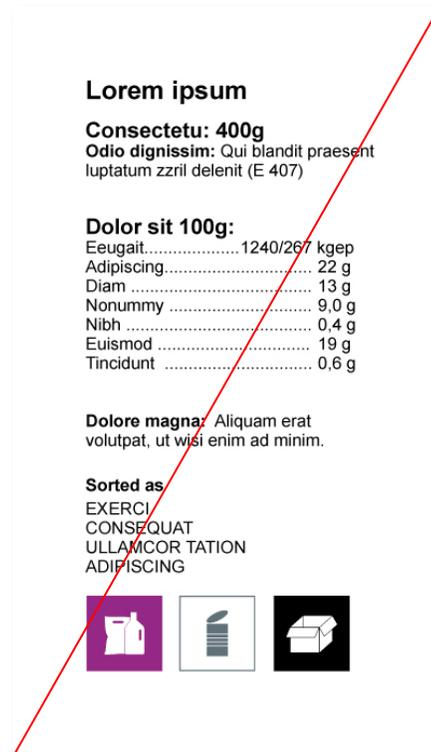 Lorem ipsum
Consectetu: 400g
Odio dignissim: Qui blandit praesent
luptatum zzril delenit (E 407)
Dolor sit 100g:
Eeugait.....................1240/267 kgep
Adipiscing................................ 22 g
Diam ....................................... 13 g
Nonummy ............................... 9,0 g
Nibh ........................................ 0,4 g
Euismod ................................. 19 g
Tincidunt ................................ 0,6 g
Dolore magna: Aliquam erat
volutpat, ut wisi enim ad minim.
Sorted as
EXERCI
CONSEQUAT
ULLAMCOR TATION
ADIPISCING